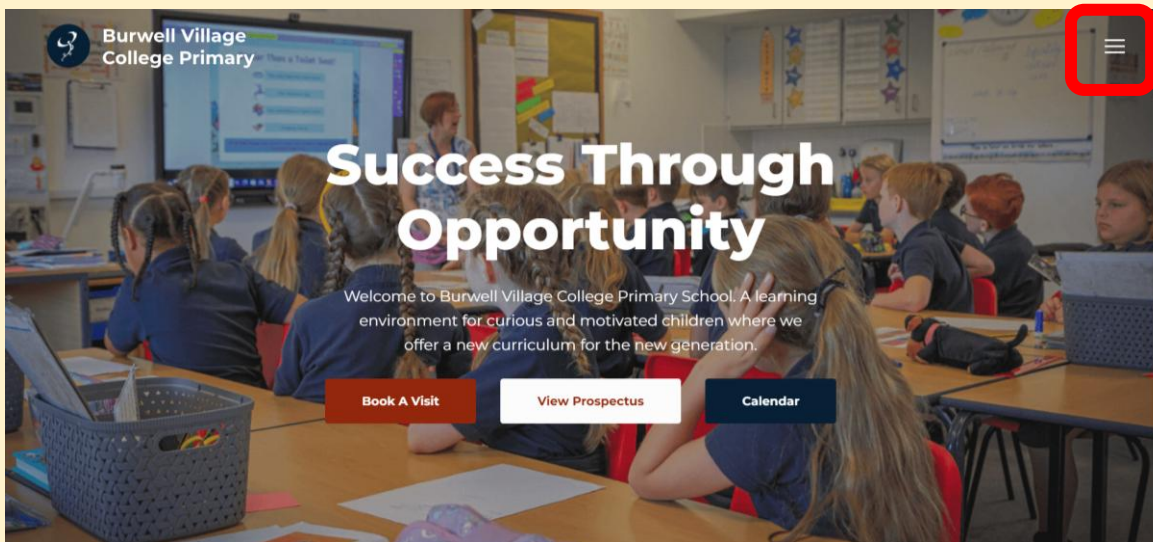 Burwell Village
College Primary
Success Through
Opportunity
Welcome to Burwell Village College Primary School. A learning
environment for curious and motivated children where we
offer a new curriculum for the new generation.
Book A Visit
View Prospectus
Calendar